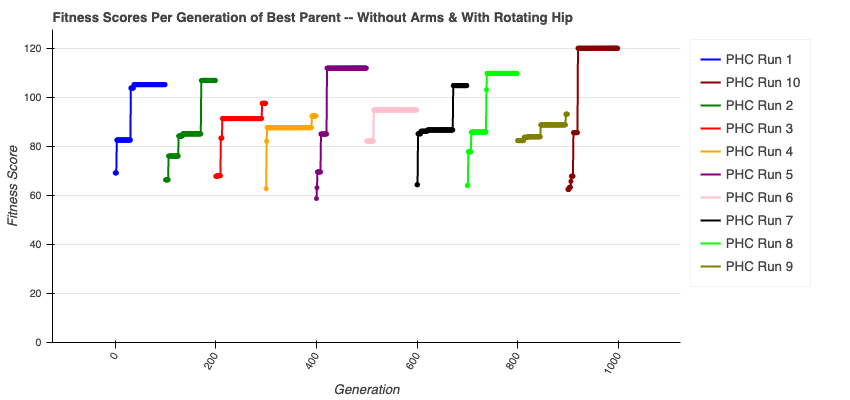 Fitness Scores Per Generation of Best Parent -- Without Arms & With Rotating Hip
Fitness Score
120
100
80
60
40
20
0
0
200
400
600
800
1000
Generation
PHC Run 1
PHC Run 10
PHC Run 2
PHC Run 3
PHC Run 4
PHC Run 5
PHC Run 6
PHC Run 7
PHC Run 8
PHC Run 9